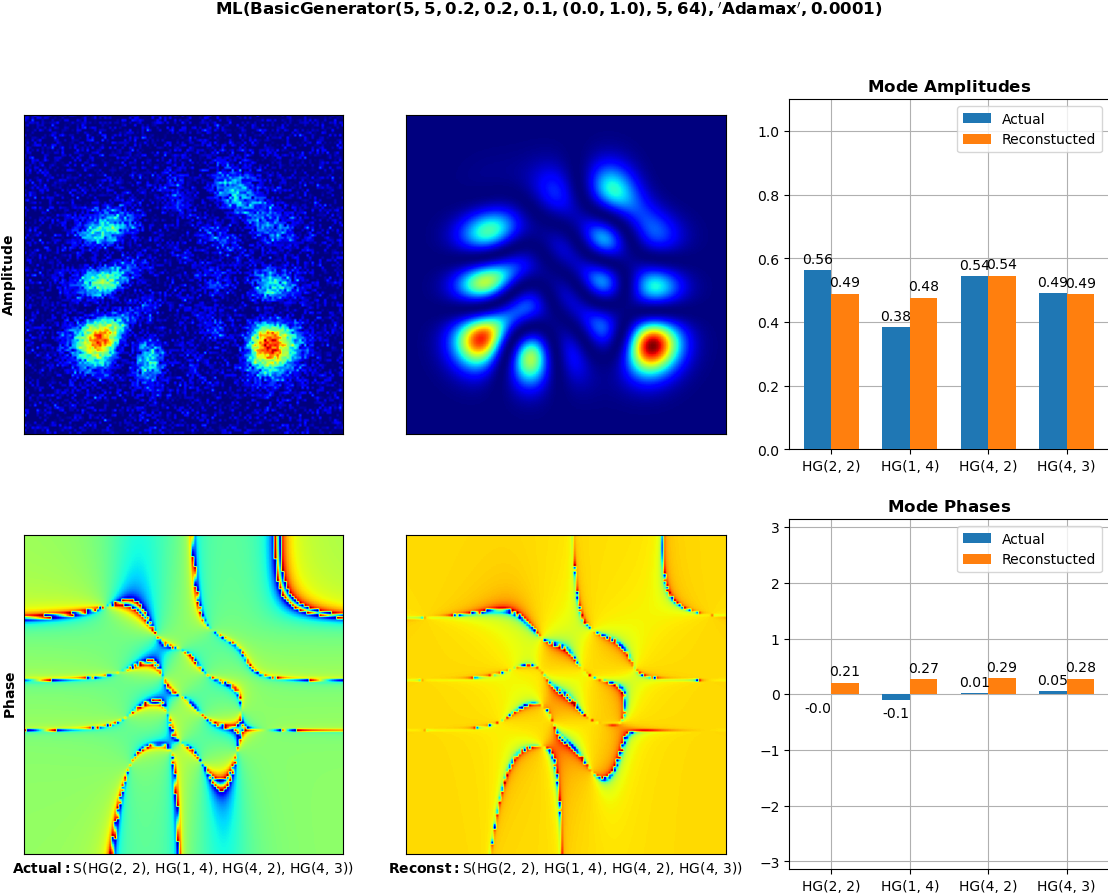 ML(BasicGenerator(5, 5, 0.2, 0.2, 0.1, (0.0, 1.0), 5, 64), ′Adamax′, 0.0001)
Amplitude
Mode Amplitudes
Actual
Reconstucted
1.0
0.8
0.6
0.4
0.2
0.0
0.56
0.49
0.38
0.48
0.54
0.54
0.49
0.49
HG(2, 2)
HG(1, 4)
HG(4, 2)
HG(4, 3)
Phase
Actual: S(HG(2, 2), HG(1, 4), HG(4, 2), HG(4, 3))
Reconst: S(HG(2, 2), HG(1, 4), HG(4, 2), HG(4, 3))
Mode Phases
Actual
Reconstucted
3
2
1
0
−1
−2
−3
-0.0
0.21
-0.1
0.27
0.01
0.29
0.05
0.28
HG(2, 2)
HG(1, 4)
HG(4, 2)
HG(4, 3)